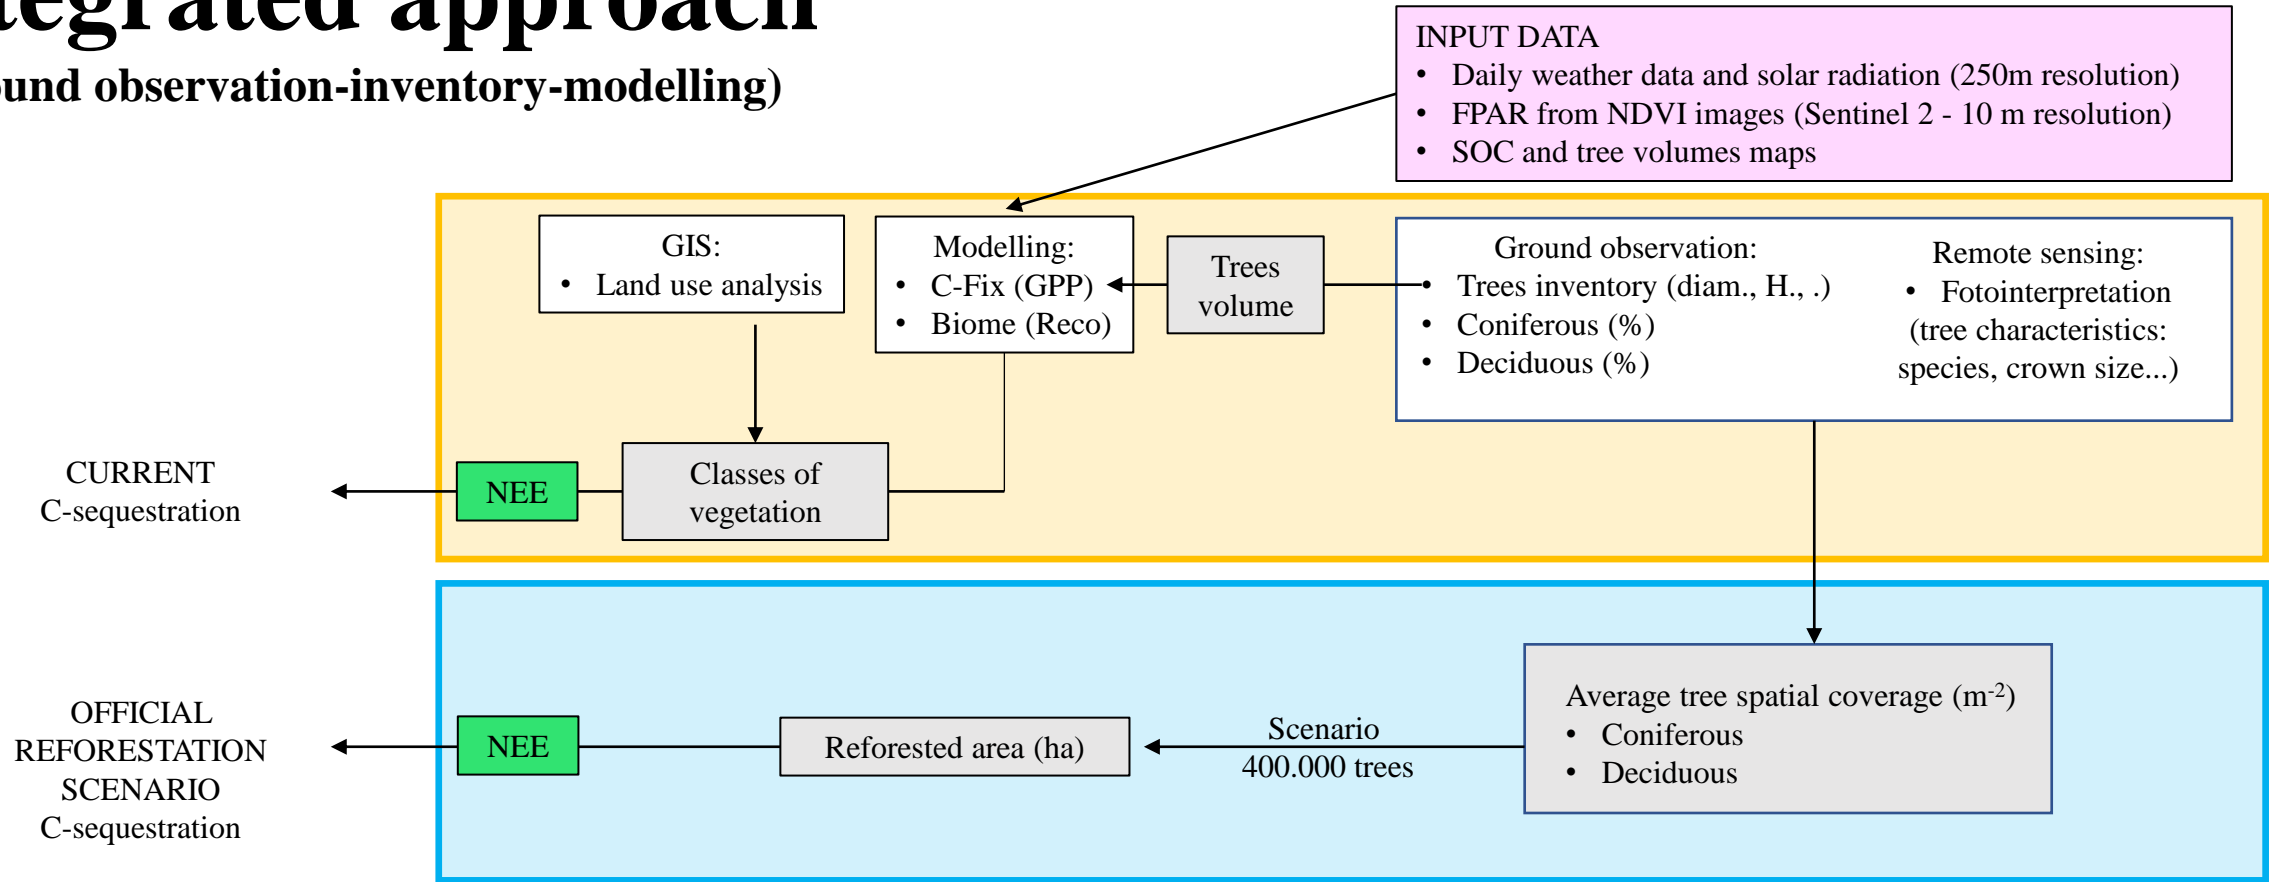 tegrated approach
und observation-inventory-modelling)
INPUT DATA
• Daily weather data and solar radiation (250m resolution)
• FPAR from NDVI images (Sentinel 2 - 10 m resolution)
• SOC and tree volumes maps
GIS:
• Land use analysis
Modelling:
• C-Fix (GPP)
• Biome (Reco)
Trees
volume
Ground observation:
• Trees inventory (diam., H., .)
• Coniferous (%)
• Deciduous (%)
Remote sensing:
• Fotointerpretation
(tree characteristics:
species, crown size...)
CURRENT
C-sequestration
NEE
Classes of
vegetation
OFFICIAL
REFORESTATION
SCENARIO
C-sequestration
NEE
Reforested area (ha)
Scenario
400.000 trees
Average tree spatial coverage (m-2)
• Coniferous
• Deciduous